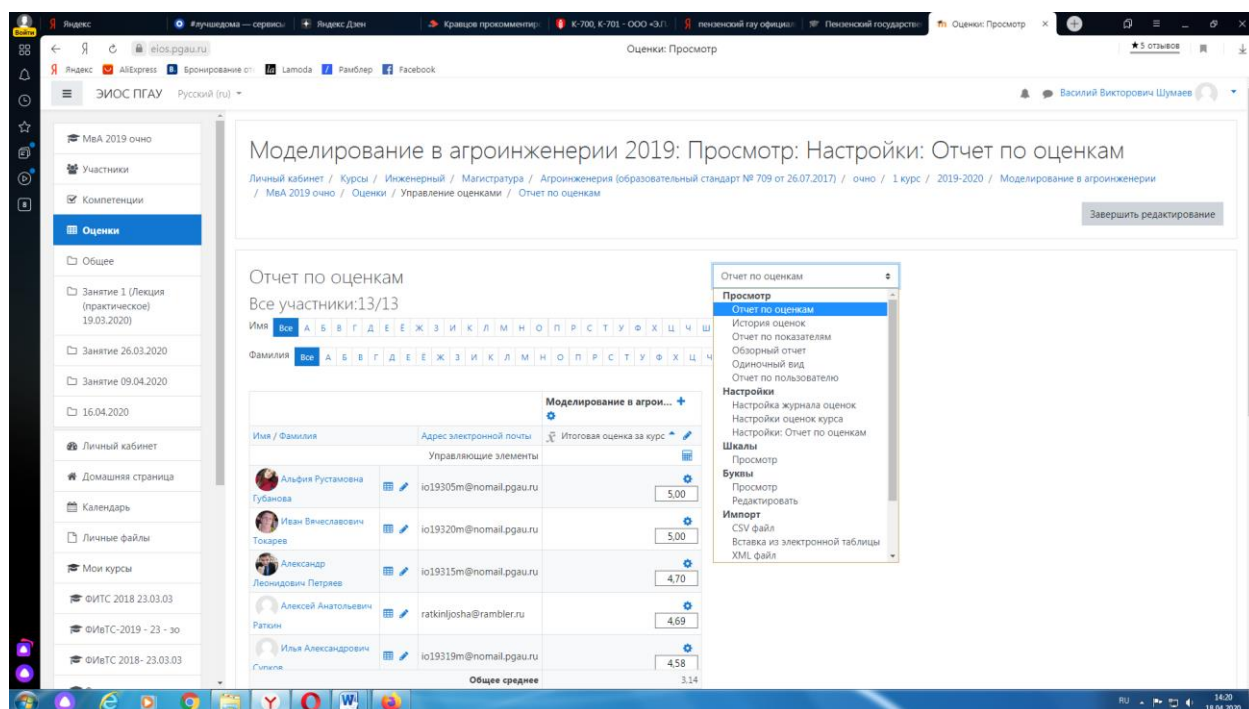 Войти
Яндекс
#лучшедома — сервисы
Яндекс.Дзен
Кравцов прокомментир
К-700, К-701 - ООО «ЭЛ
пензенский гау официал
Пензенский государстве
Оценки: Просмотр
eios.pgau.ru
Оценки: Просмотр
★5 отзывов
Яндекс
AliExpress
Бронирование от
Lamoda
Рамблер
Facebook
ЭИОС ПГАУ
Русский (ru)
Василий Викторович Шумаев
МвА 2019 очно
Участники
Компетенции
Оценки
Общее
Занятие 1 (Лекция
(практическое)
19.03.2020)
Занятие 26.03.2020
Занятие 09.04.2020
16.04.2020
Личный кабинет
Домашняя страница
Календарь
Личные файлы
Мои курсы
ФИТС 2018 23.03.03
ФИвТС-2019 - 23 - зо
ФИвТС 2018- 23.03.03
Моделирование в агроинженерии 2019: Просмотр: Настройки: Отчет по оценкам
Личный кабинет / Курсы / Инженерный / Магистратура / Агроинженерия (образовательный стандарт № 709 от 26.07.2017) / очно / 1 курс / 2019-2020 / Моделирование в агроинженерии
/ МвА 2019 очно / Оценки / Управление оценками / Отчет по оценкам
Завершить редактирование
Отчет по оценкам
Все участники:13/13
Имя Все А Б В Г Д Е Ё Ж З И К Л М Н О П Р С Т У Ф Х Ц Ч Ш
Фамилия Все А Б В Г Д Е Ё Ж З И К Л М Н О П Р С Т У Ф Х Ц Ч
Моделирование в агрои...
Имя / Фамилия
Адрес электронной почты
Итоговая оценка за курс
Управляющие элементы
Альфия Рустамовна
Губанова
io19305m@nomail.pgau.ru
5,00
Иван Вячеславович
Токарев
io19320m@nomail.pgau.ru
5,00
Александр
Леонидович Петряев
io19315m@nomail.pgau.ru
4,70
Алексей Анатольевич
Раткин
ratkinljosha@rambler.ru
4,69
Илья Александрович
Сурков
io19319m@nomail.pgau.ru
4,58
Общее среднее
3,14
Отчет по оценкам
Просмотр
Отчет по оценкам
История оценок
Отчет по показателям
Обзорный отчет
Одиночный вид
Отчет по пользователю
Настройки
Настройка журнала оценок
Настройки оценок курса
Настройки: Отчет по оценкам
Шкалы
Просмотр
Буквы
Просмотр
Редактировать
Импорт
CSV файл
Вставка из электронной таблицы
XML файл
RU
14:20
18.04.2020